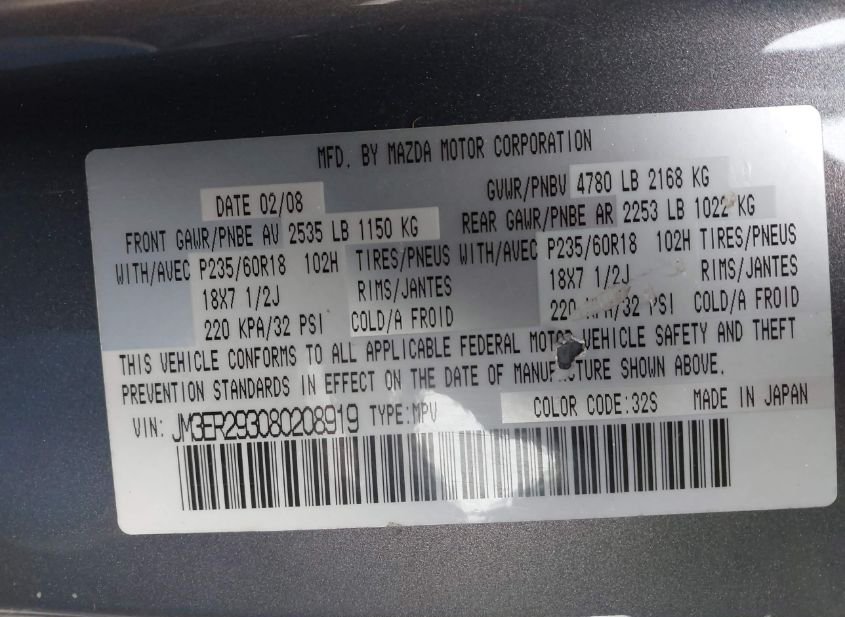 MFD. BY MAZDA MOTOR CORPORATION
DATE 02/08 GVWR/PNBV 4780 LB 2168 KG
FRONT GAWR/PNBE AV 2535 LB 1150 KG REAR GAWR/PNBE AR 2253 LB 1022 KG
WITH/AVEC P235/60R18 102H TIRES/PNEUS WITH/AVEC P235/60R18 102H TIRES/PNEUS
18X7 1/2J RIMS/JANTES 18X7 1/2J RIMS/JANTES
220 KPA/32 PSI COLD/A FROID 220 KPA/32 PSI COLD/A FROID
THIS VEHICLE CONFORMS TO ALL APPLICABLE FEDERAL MOTOR VEHICLE SAFETY AND THEFT
PREVENTION STANDARDS IN EFFECT ON THE DATE OF MANUFACTURE SHOWN ABOVE.
VIN: JM3ER293080208919 TYPE:MPV COLOR CODE:32S MADE IN JAPAN